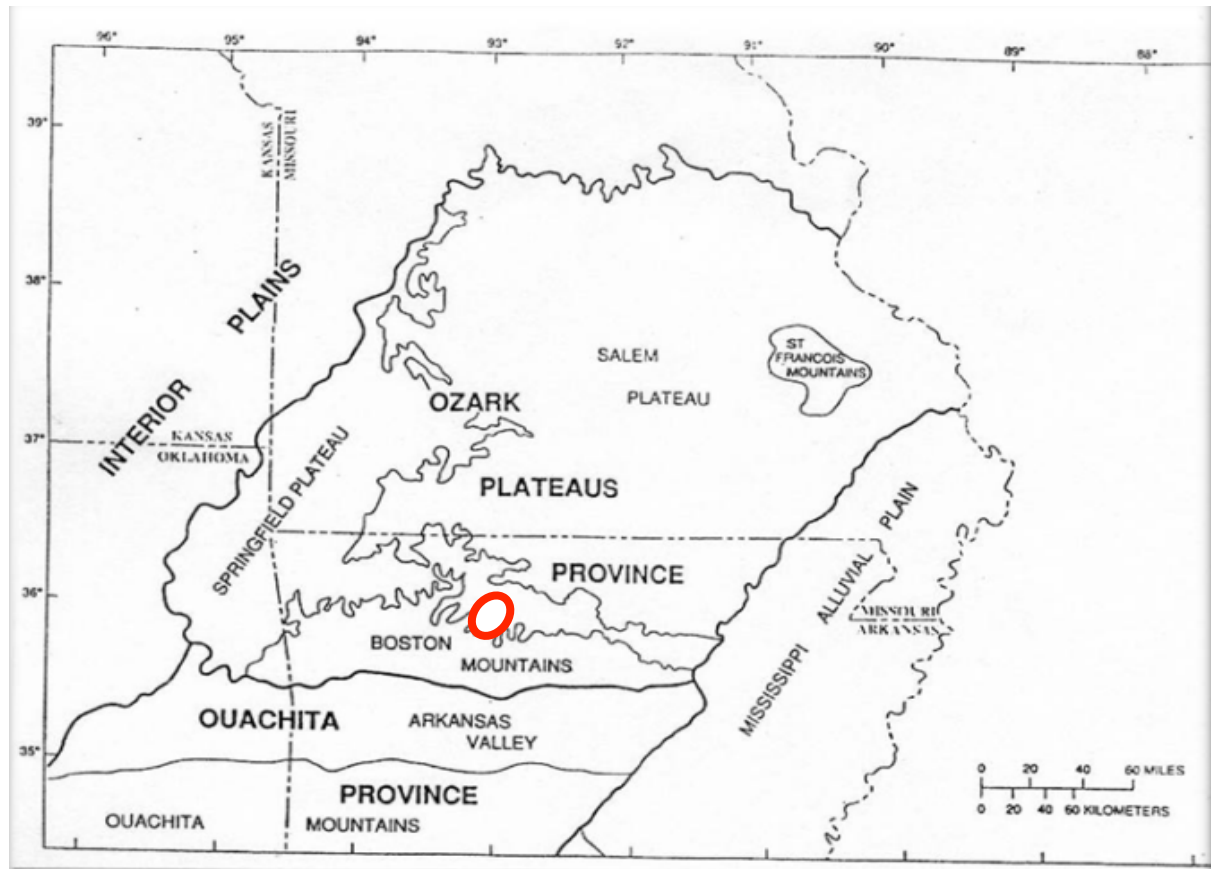 96° 95° 94° 93° 92° 91° 90° 89° 88°
39°
KANSAS
MISSOURI
38°
INTERIOR PLAINS
SALEM
PLATEAU
ST
FRANCOIS
MOUNTAINS
OZARK
37°
KANSAS
OKLAHOMA
SPRINGFIELD PLATEAU
PLATEAUS
PROVINCE
MISSISSIPPI ALLUVIAL PLAIN
36°
MISSOURI
ARKANSAS
BOSTON
MOUNTAINS
OUACHITA
ARKANSAS
VALLEY
35°
0 20 40 60 MILES
0 20 40 60 KILOMETERS
PROVINCE
OUACHITA MOUNTAINS